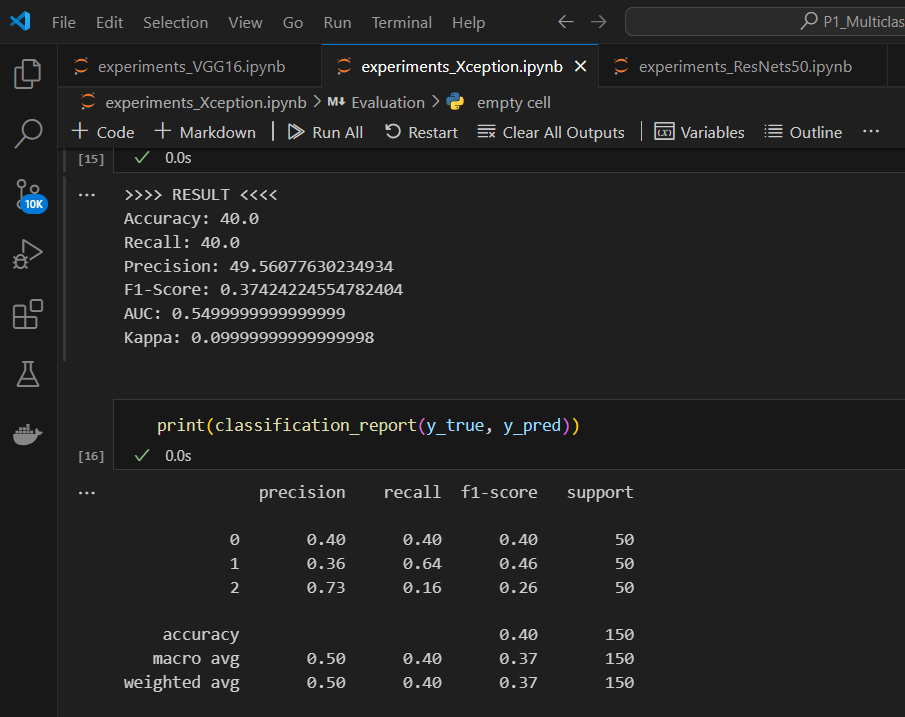 File Edit Selection View Go Run Terminal Help P1_Multiclas
experiments_VGG16.ipynb experiments_Xception.ipynb experiments_ResNets50.ipynb
experiments_Xception.ipynb > M↓ Evaluation > empty cell
+ Code + Markdown | Run All Restart Clear All Outputs | Variables Outline ...
10K
[15] 0.0s
... >>>> RESULT <<<<
Accuracy: 40.0
Recall: 40.0
Precision: 49.56077630234934
F1-Score: 0.37424224554782404
AUC: 0.5499999999999999
Kappa: 0.09999999999999998
print(classification_report(y_true, y_pred))
[16] 0.0s
... precision recall f1-score support
0 0.40 0.40 0.40 50
1 0.36 0.64 0.46 50
2 0.73 0.16 0.26 50
accuracy 0.40 150
macro avg 0.50 0.40 0.37 150
weighted avg 0.50 0.40 0.37 150